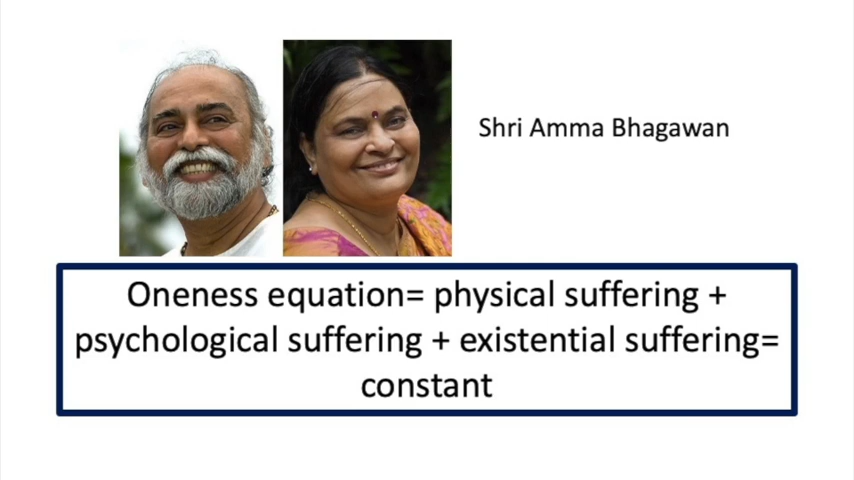 Shri Amma Bhagawan
Oneness equation= physical suffering +
psychological suffering + existential suffering=
constant